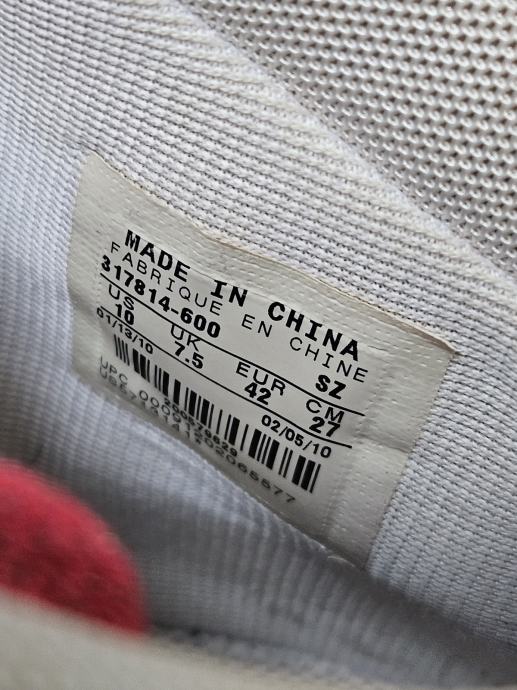 MADE IN CHINA
FABRIQUE EN CHINE
317814-600 SZ
US UK EUR CM
10 7.5 42 27
01/13/10 02/05/10
UPC